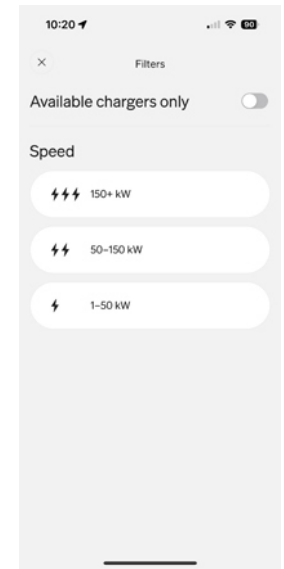 10:20
90
Filters
Available chargers only
Speed
150+ kW
50–150 kW
1–50 kW